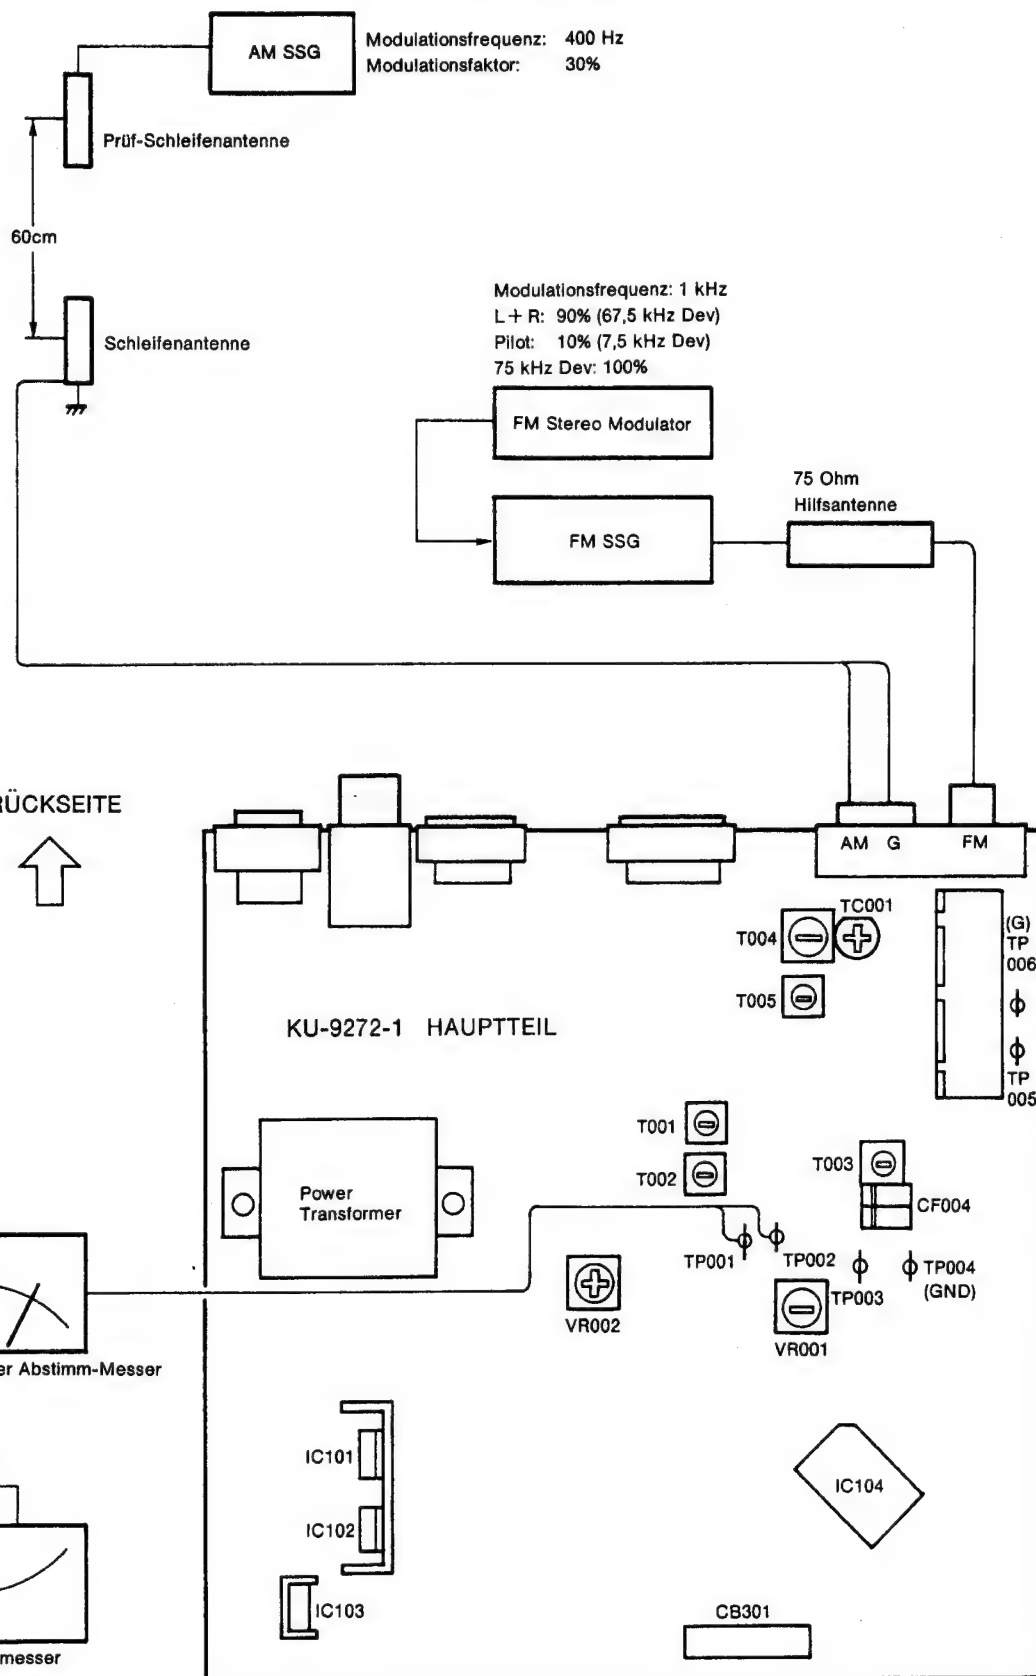 AM SSG
Modulationsfrequenz: 400 Hz
Modulationsfaktor: 30%
Prüf-Schleifenantenne
60cm
Schleifenantenne
Modulationsfrequenz: 1 kHz
L+R: 90% (67,5 kHz Dev)
Pilot: 10% (7,5 kHz Dev)
75 kHz Dev: 100%
FM Stereo Modulator
FM SSG
75 Ohm
Hilfsantenne
RÜCKSEITE
AM G FM
TC001
T004
(G)
TP
006
T005
KU-9272-1 HAUPTTEIL
TP
005
T001
T002
T003
CF004
Power
Transformer
TP001
TP002
TP003
TP004
(GND)
VR002
VR001
er Abstimm-Messer
IC101
IC102
IC104
IC103
CB301
messer